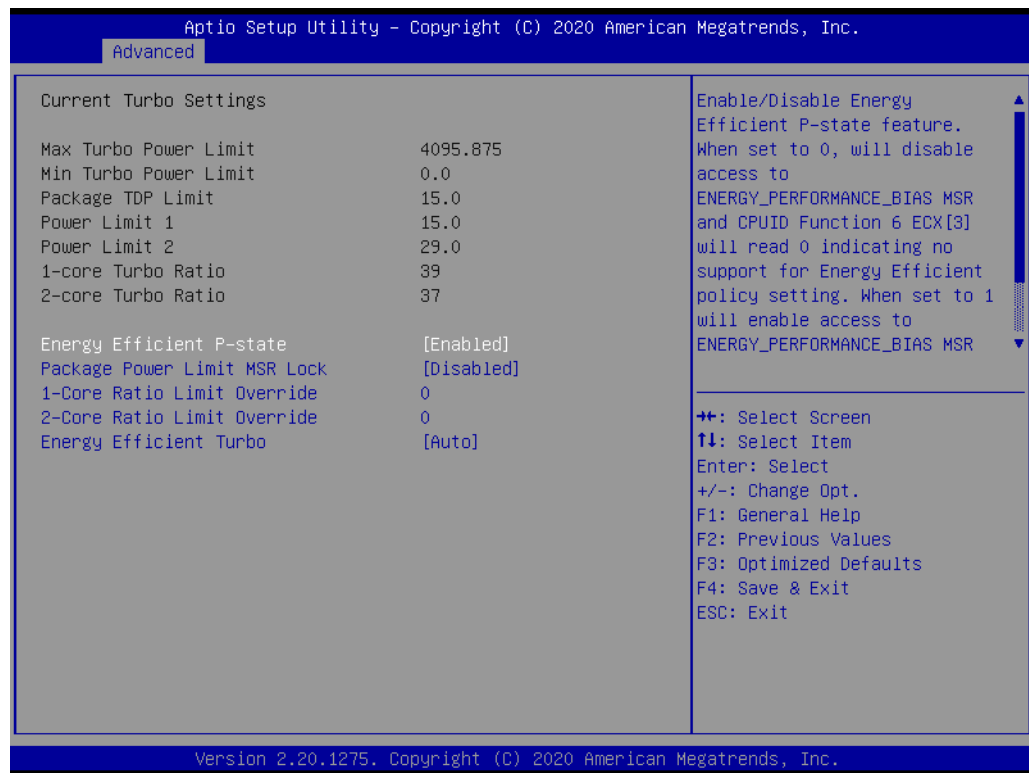 Aptio Setup Utility – Copyright (C) 2020 American Megatrends, Inc.
Advanced
Current Turbo Settings
Max Turbo Power Limit 4095.875
Min Turbo Power Limit 0.0
Package TDP Limit 15.0
Power Limit 1 15.0
Power Limit 2 29.0
1-core Turbo Ratio 39
2-core Turbo Ratio 37
Energy Efficient P-state [Enabled]
Package Power Limit MSR Lock [Disabled]
1-Core Ratio Limit Override 0
2-Core Ratio Limit Override 0
Energy Efficient Turbo [Auto]
Enable/Disable Energy
Efficient P-state feature.
When set to 0, will disable
access to
ENERGY_PERFORMANCE_BIAS MSR
and CPUID Function 6 ECX[3]
will read 0 indicating no
support for Energy Efficient
policy setting. When set to 1
will enable access to
ENERGY_PERFORMANCE_BIAS MSR
→←: Select Screen
↑↓: Select Item
Enter: Select
+/-: Change Opt.
F1: General Help
F2: Previous Values
F3: Optimized Defaults
F4: Save & Exit
ESC: Exit
Version 2.20.1275. Copyright (C) 2020 American Megatrends, Inc.